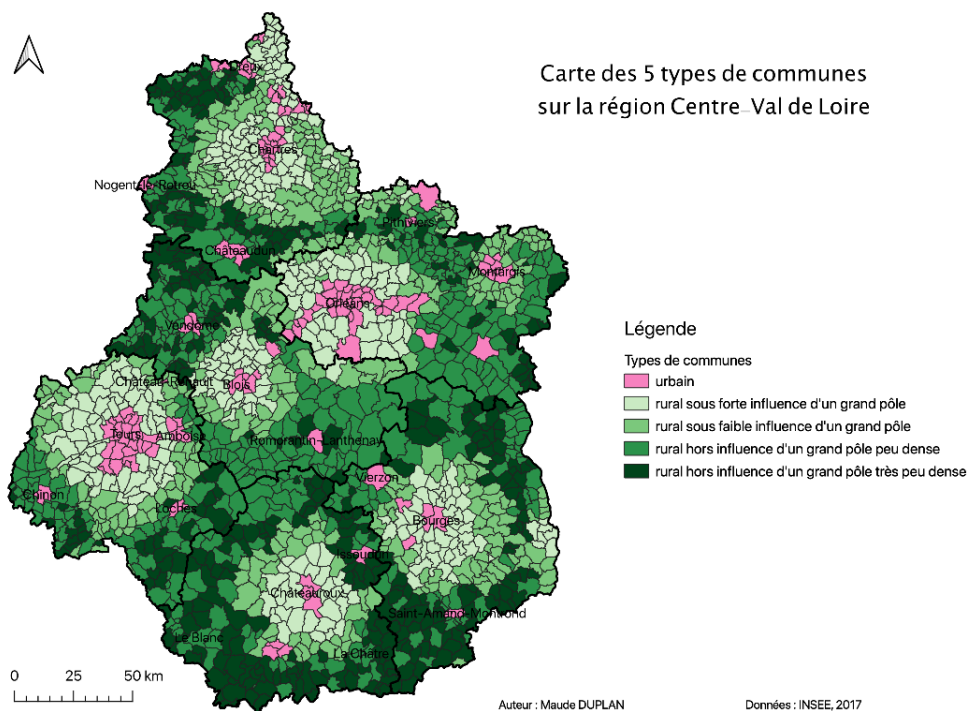 Carte des 5 types de communes
sur la région Centre-Val de Loire
Dreux
Chartres
Nogent-le-Rotrou
Pithiviers
Châteaudun
Montargis
Orléans
Vendôme
Château-Renault
Blois
Tours
Amboise
Romorantin-Lanthenay
Vierzon
Chinon
Loches
Bourges
Issoudun
Châteauroux
Saint-Amand-Montrond
Le Blanc
La Châtre
Légende
Types de communes
urbain
rural sous forte influence d'un grand pôle
rural sous faible influence d'un grand pôle
rural hors influence d'un grand pôle peu dense
rural hors influence d'un grand pôle très peu dense
0 25 50 km
Auteur : Maude DUPLAN Données : INSEE, 2017